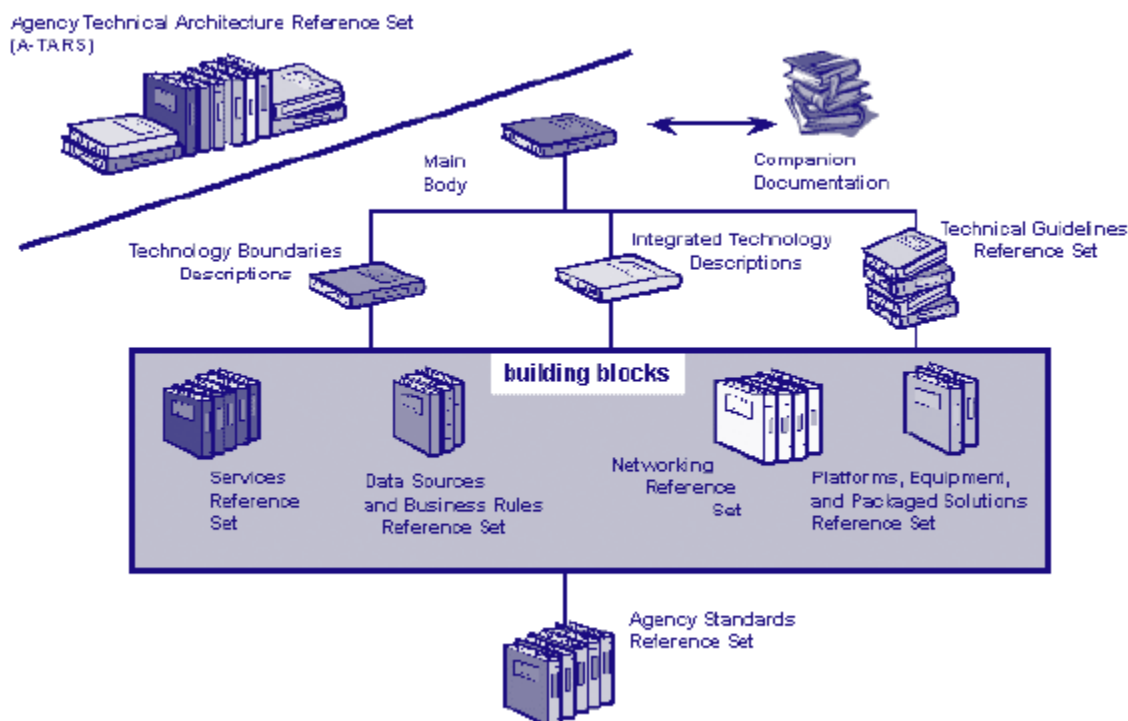 Agency Technical Architecture Reference Set
(A-TARS)
Main
Body
Companion
Documentation
Technology Boundaries
Descriptions
Integrated Technology
Descriptions
Technical Guidelines
Reference Set
building blocks
Services
Reference
Set
Data Sources
and Business Rules
Reference Set
Networking
Reference
Set
Platforms, Equipment,
and Packaged Solutions
Reference Set
Agency Standards
Reference Set